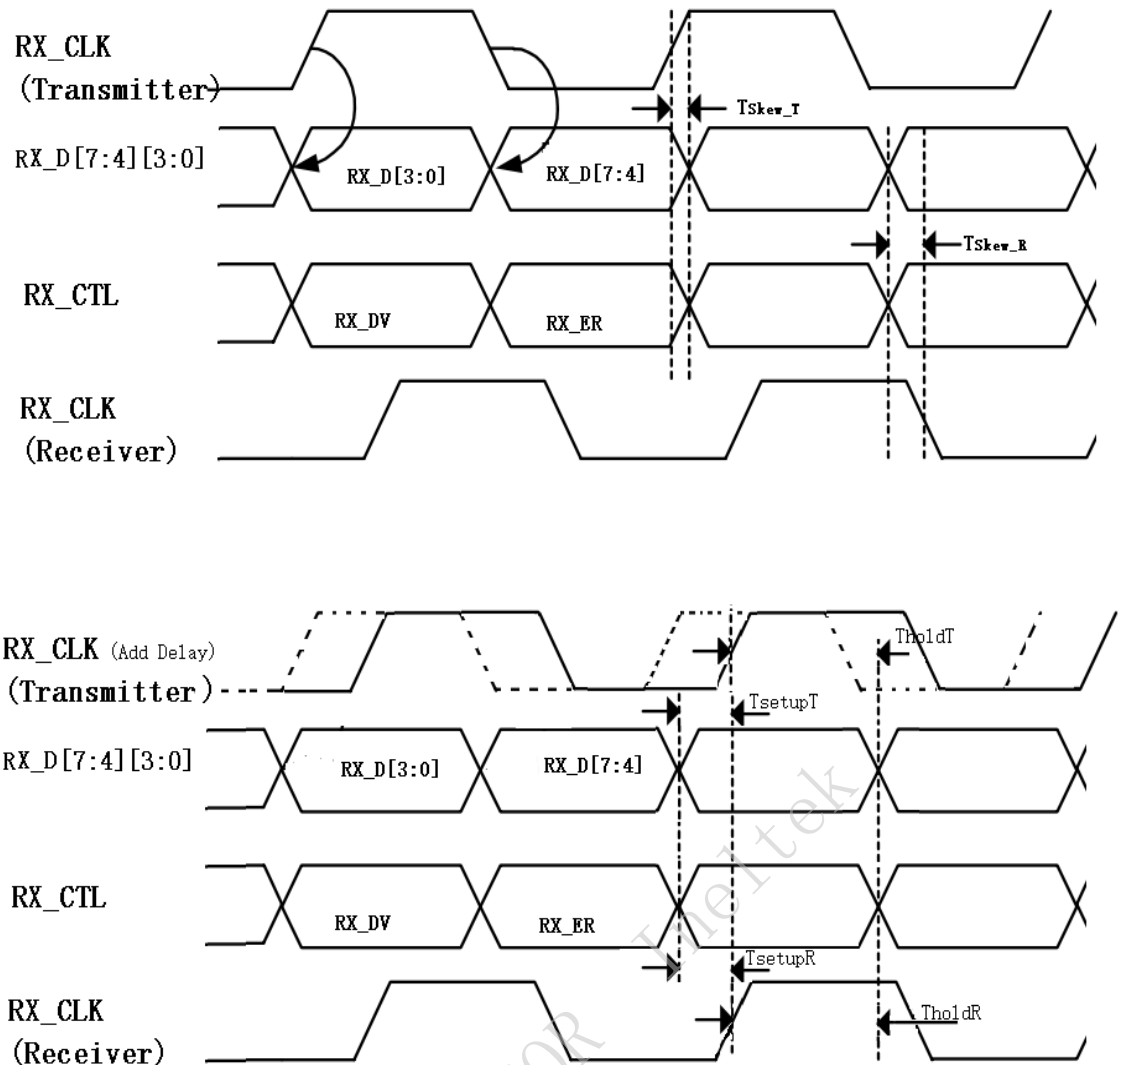 RX_CLK
(Transmitter)
TSkew_T
RX_D[7:4][3:0]
RX_D[3:0]
RX_D[7:4]
TSkew_R
RX_CTL
RX_DV
RX_ER
RX_CLK
(Receiver)
RX_CLK (Add Delay)
TholdT
(Transmitter)
TsetupT
RX_D[7:4][3:0]
RX_D[3:0]
RX_D[7:4]
Ineltek
RX_CTL
RX_DV
RX_ER
TsetupR
RX_CLK
TholdR
(Receiver)